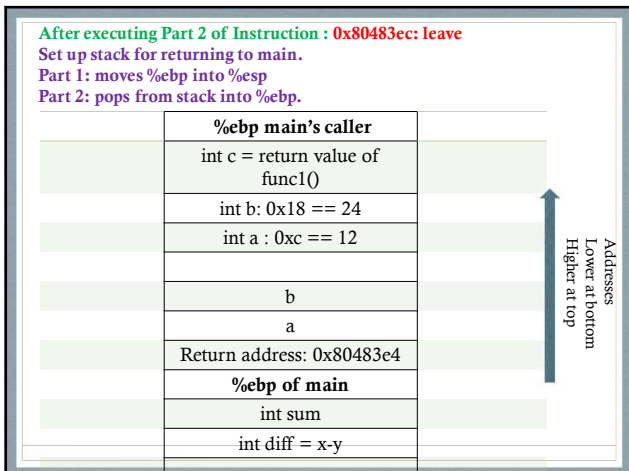 After executing Part 2 of Instruction : 0x80483ec: leave
Set up stack for returning to main.
Part 1: moves %ebp into %esp
Part 2: pops from stack into %ebp.
%ebp main's caller
int c = return value of
func1()
int b: 0x18 == 24
int a : 0xc == 12
b
a
Return address: 0x80483e4
%ebp of main
int sum
int diff = x-y
Addresses
Lower at bottom
Higher at top